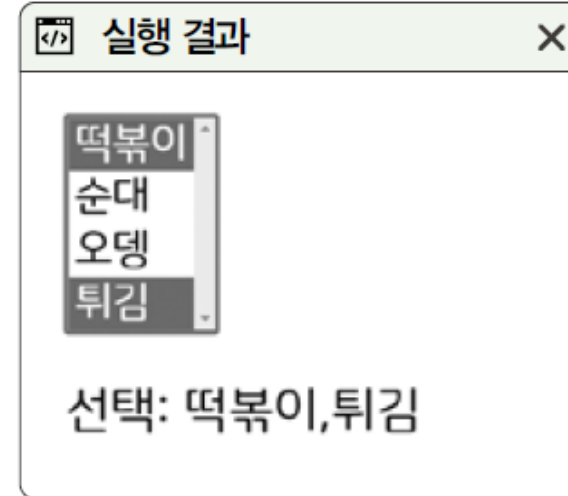 실행 결과
떡볶이
순대
오뎅
튀김
선택: 떡볶이,튀김